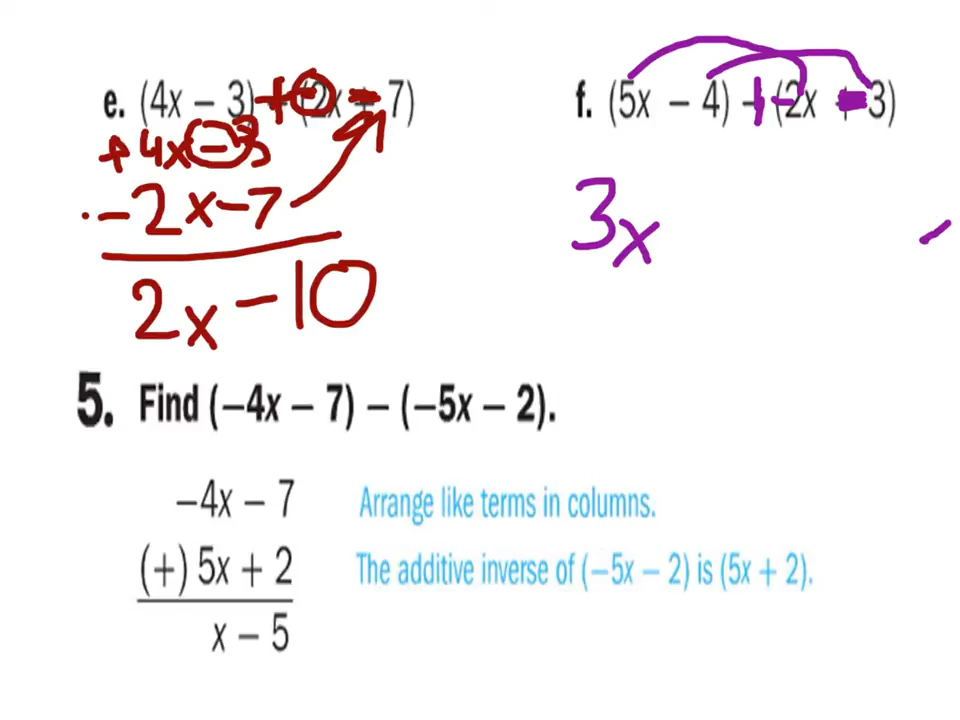 e. (4x − 3) + − (2x − 7)
f. (5x − 4) + − (2x − 3)
+ 4x − 3
− 2x − 7
2x − 10
3x
5. Find (−4x − 7) − (−5x − 2).
−4x − 7 Arrange like terms in columns.
(+) 5x + 2 The additive inverse of (−5x − 2) is (5x + 2).
x − 5